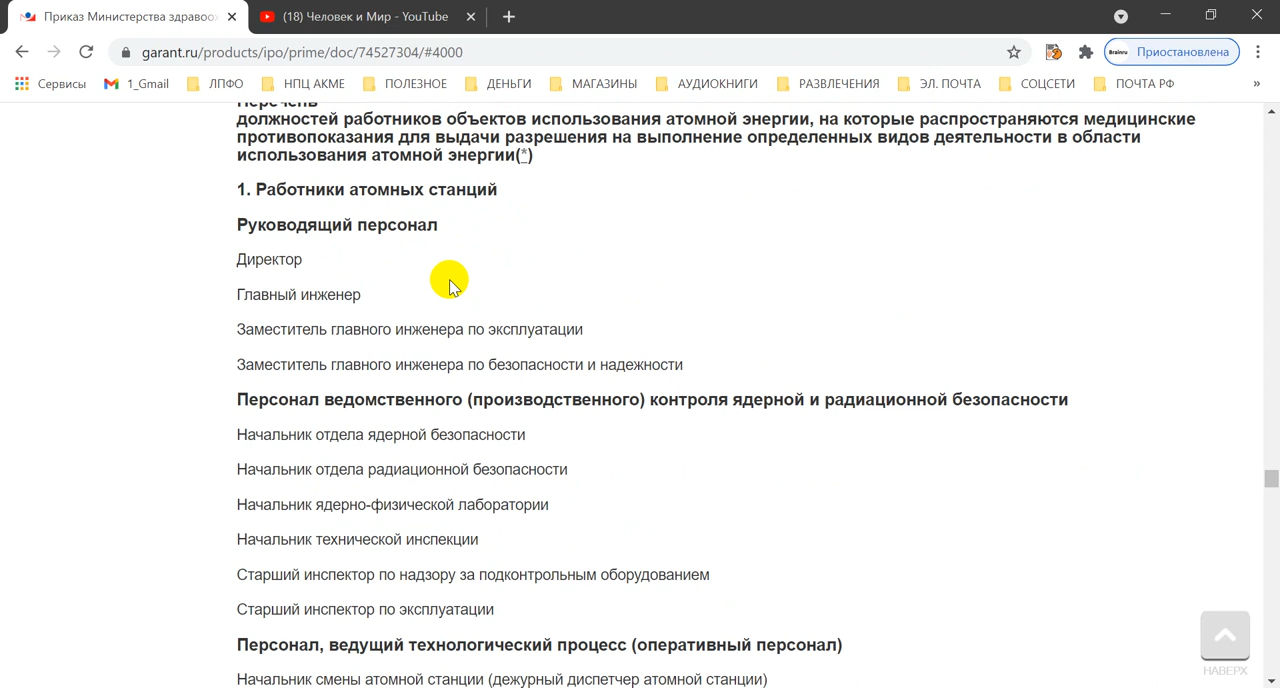 Приказ Министерства здравоох
(18) Человек и Мир - YouTube
garant.ru/products/ipo/prime/doc/74527304/#4000
Brainru Приостановлена
Сервисы 1_Gmail ЛПФО НПЦ АКМЕ ПОЛЕЗНОЕ ДЕНЬГИ МАГАЗИНЫ АУДИОКНИГИ РАЗВЛЕЧЕНИЯ ЭЛ. ПОЧТА СОЦСЕТИ ПОЧТА РФ »
Перечень
должностей работников объектов использования атомной энергии, на которые распространяются медицинские
противопоказания для выдачи разрешения на выполнение определенных видов деятельности в области
использования атомной энергии(*)
1. Работники атомных станций
Руководящий персонал
Директор
Главный инженер
Заместитель главного инженера по эксплуатации
Заместитель главного инженера по безопасности и надежности
Персонал ведомственного (производственного) контроля ядерной и радиационной безопасности
Начальник отдела ядерной безопасности
Начальник отдела радиационной безопасности
Начальник ядерно-физической лаборатории
Начальник технической инспекции
Старший инспектор по надзору за подконтрольным оборудованием
Старший инспектор по эксплуатации
Персонал, ведущий технологический процесс (оперативный персонал)
НАВЕРХ
Начальник смены атомной станции (дежурный диспетчер атомной станции)